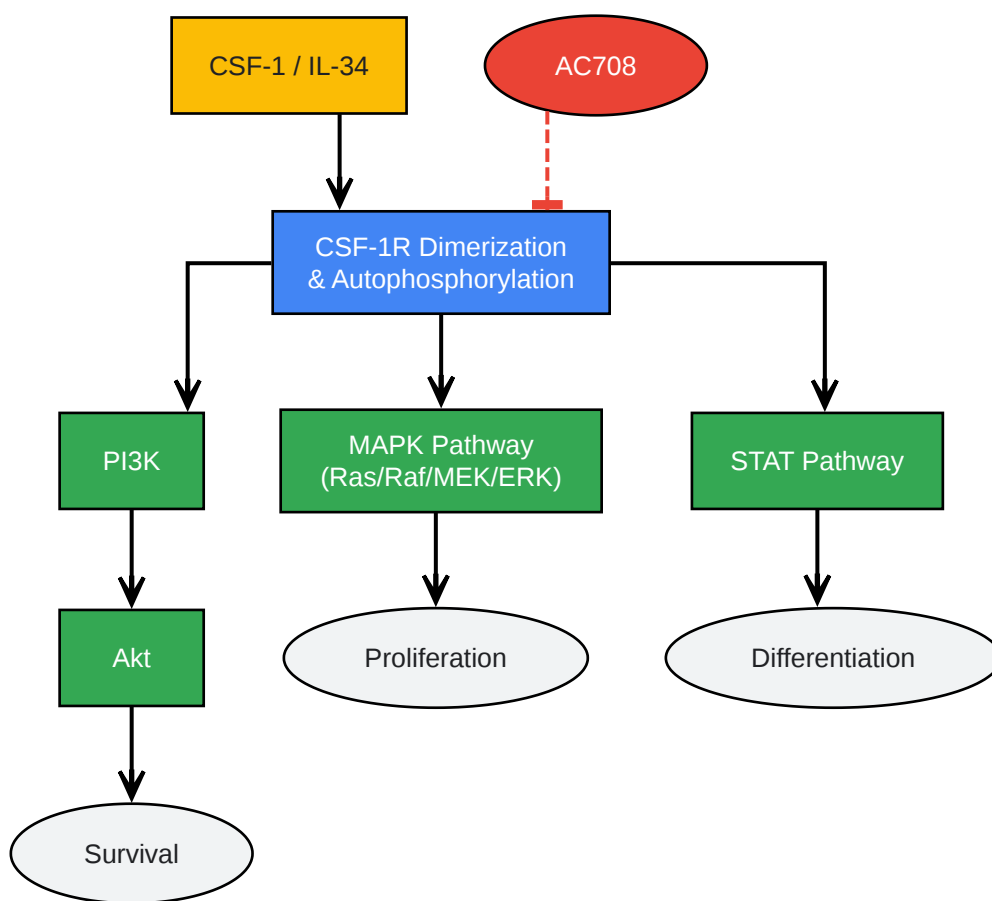 CSF-1 / IL-34
AC708
CSF-1R Dimerization
& Autophosphorylation
PI3K
MAPK Pathway
(Ras/Raf/MEK/ERK)
STAT Pathway
Akt
Proliferation
Differentiation
Survival